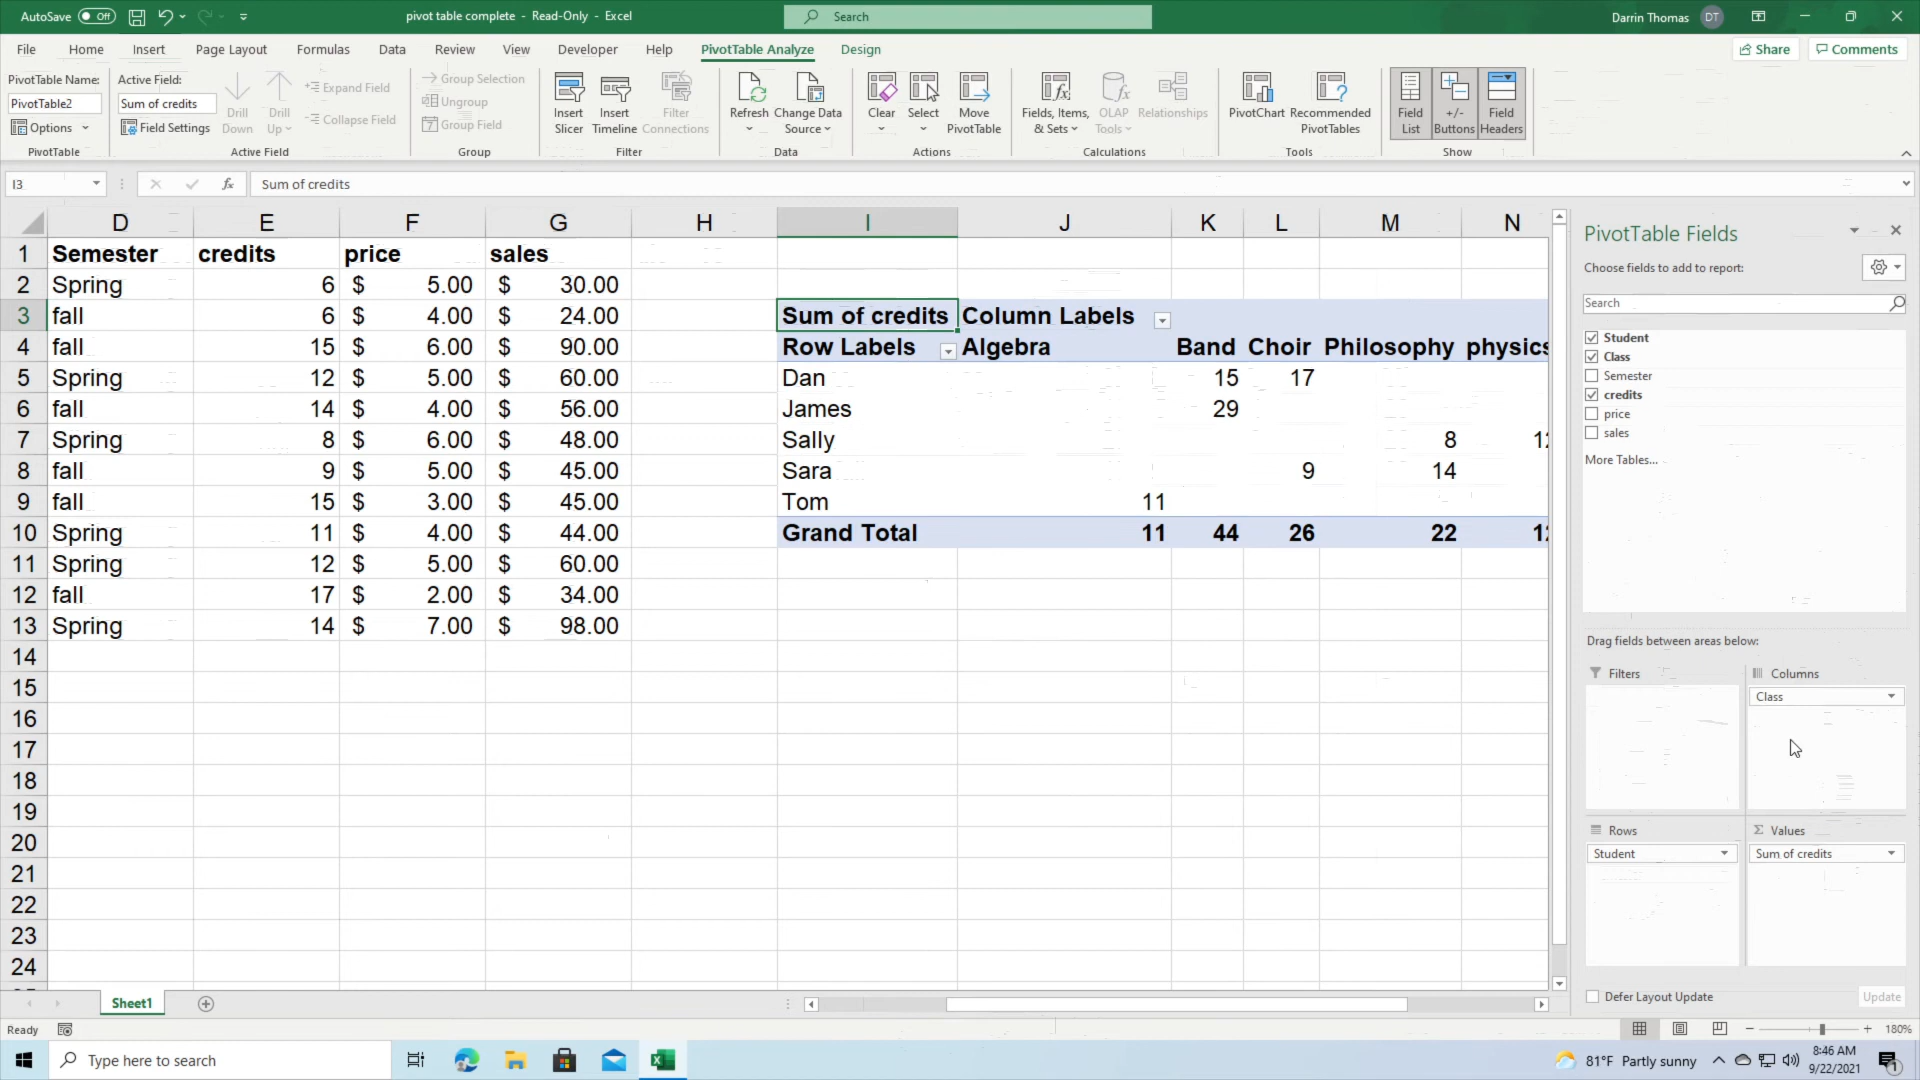 AutoSave Off pivot table complete - Read-Only - Excel Search Darrin Thomas DT
File Home Insert Page Layout Formulas Data Review View Developer Help PivotTable Analyze Design Share Comments
PivotTable Name:
PivotTable2
Options
PivotTable
Active Field:
Sum of credits
Field Settings
Drill Down
Drill Up
Expand Field
Collapse Field
Active Field
Group Selection
Ungroup
Group Field
Group
Insert Slicer
Insert Timeline
Filter Connections
Filter
Refresh
Change Data Source
Data
Clear
Select
Move PivotTable
Actions
Fields, Items, & Sets
OLAP Tools
Relationships
Calculations
PivotChart
Recommended PivotTables
Tools
Field List
+/- Buttons
Field Headers
Show
I3 fx Sum of credits
D E F G H I J K L M N
1 Semester credits price sales
2 Spring 6 $ 5.00 $ 30.00
3 fall 6 $ 4.00 $ 24.00 Sum of credits Column Labels
4 fall 15 $ 6.00 $ 90.00 Row Labels Algebra Band Choir Philosophy physics
5 Spring 12 $ 5.00 $ 60.00 Dan 15 17
6 fall 14 $ 4.00 $ 56.00 James 29
7 Spring 8 $ 6.00 $ 48.00 Sally 8 12
8 fall 9 $ 5.00 $ 45.00 Sara 9 14
9 fall 15 $ 3.00 $ 45.00 Tom 11
10 Spring 11 $ 4.00 $ 44.00 Grand Total 11 44 26 22 12
11 Spring 12 $ 5.00 $ 60.00
12 fall 17 $ 2.00 $ 34.00
13 Spring 14 $ 7.00 $ 98.00
14
15
16
17
18
19
20
21
22
23
24
PivotTable Fields
Choose fields to add to report:
Search
Student
Class
Semester
credits
price
sales
More Tables...
Drag fields between areas below:
Filters Columns
Class
Rows Σ Values
Student Sum of credits
Defer Layout Update Update
Sheet1
Ready 180%
Type here to search 81°F Partly sunny 8:46 AM
9/22/2021 1